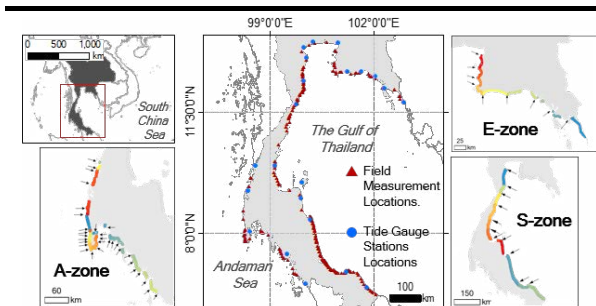 99°0'0"E
102°0'0"E
0
500
1,000
km
South
China
Sea
11°30'0"N
8°0'0"N
The Gulf of
Thailand
Field
Measurement
Locations.
Tide Gauge
Stations
Locations
Andaman
Sea
100
km
A-zone
60
km
E-zone
25
km
S-zone
150
km